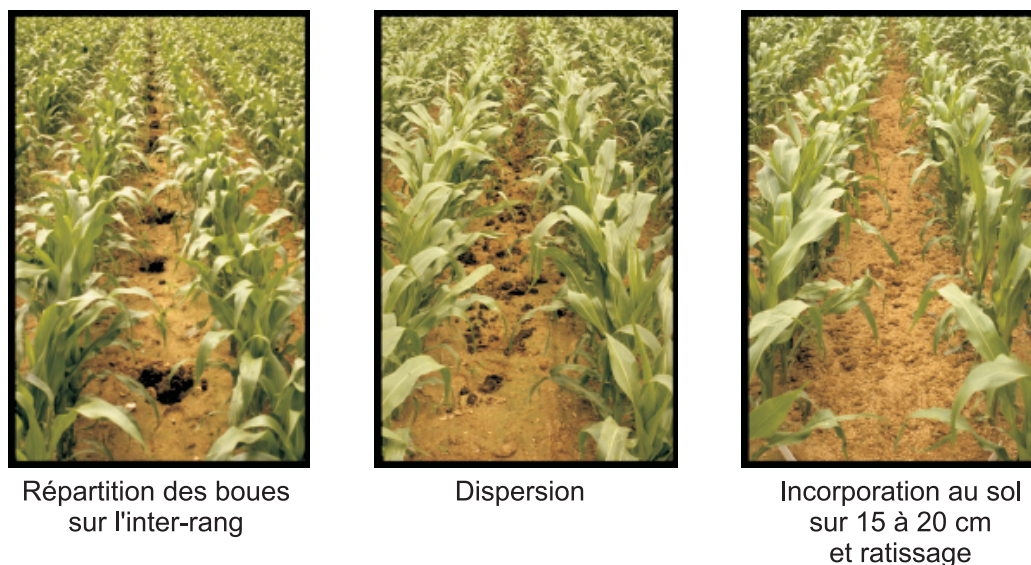 Répartition des boues
sur l'inter-rang
Dispersion
Incorporation au sol
sur 15 à 20 cm
et ratissage